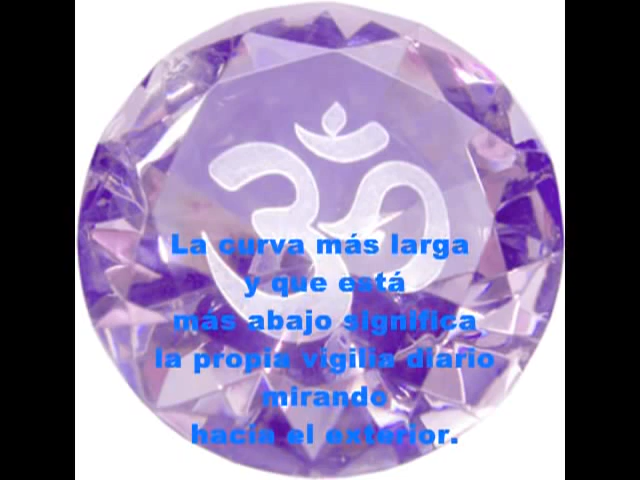 ॐ
La curva más larga
y que está
más abajo significa
la propia vigilia diario
mirando
hacia el exterior.